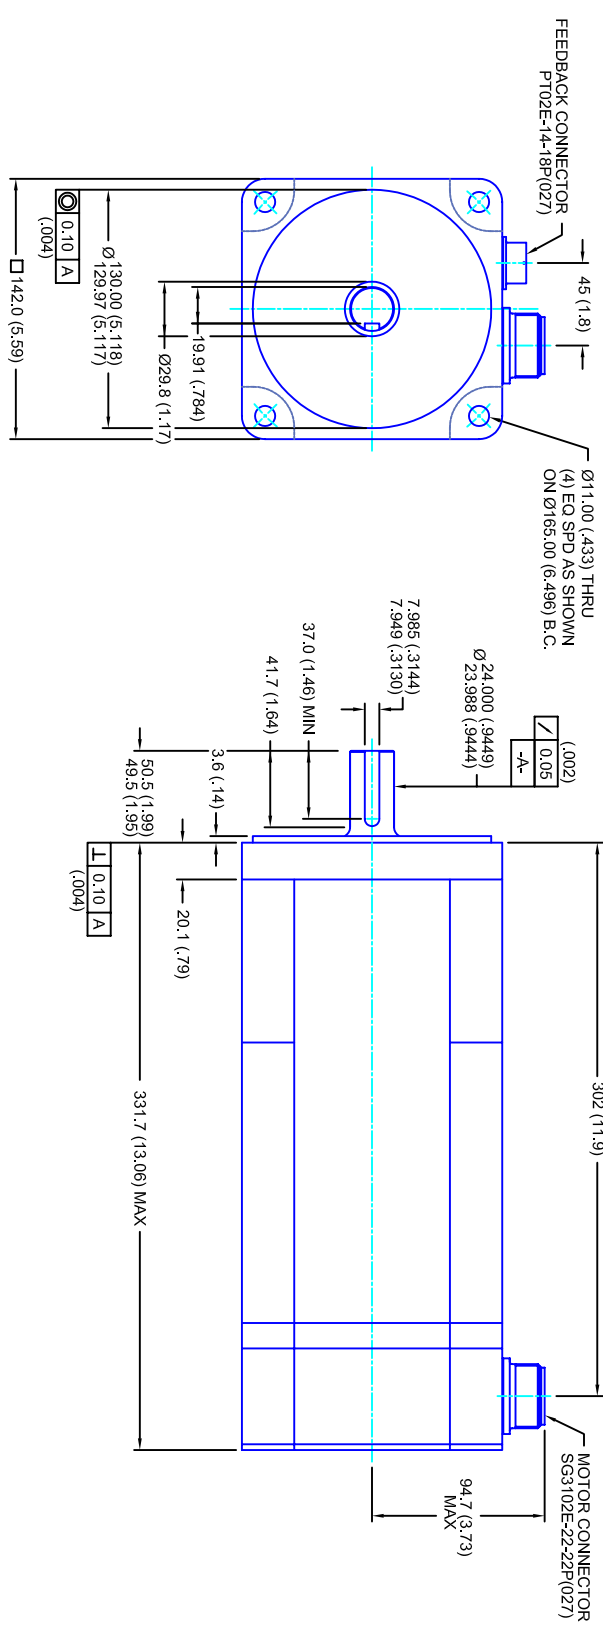 FEEDBACK CONNECTOR
PT02E-14-18P(027)
45 (1.8)
Ø11.00 (.433) THRU
(4) EQ SPD AS SHOWN
ON Ø165.00 (6.496) B.C.
19.91 (.784)
Ø29.8 (1.17)
Ø 130.00 (5.118)
129.97 (5.117)
◎ 0.10 A
(.004)
□ 142.0 (5.59)
(.002)
0.05
-A-
Ø 24.000 (.9449)
23.988 (.9444)
7.985 (.3144)
7.949 (.3130)
37.0 (1.46) MIN
41.7 (1.64)
3.6 (.14)
50.5 (1.99)
49.5 (1.95)
⊥ 0.10 A
(.004)
20.1 (.79)
331.7 (13.06) MAX
302 (11.9)
94.7 (3.73)
MAX
MOTOR CONNECTOR
SG3102E-22-22P(027)